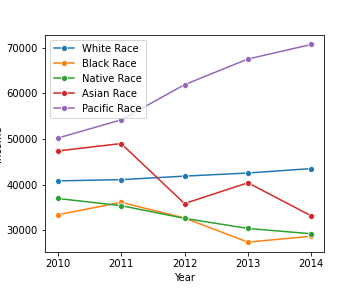 70000
60000
50000
40000
30000
White Race
Black Race
Native Race
Asian Race
Pacific Race
2010
2011
2012
2013
2014
Year